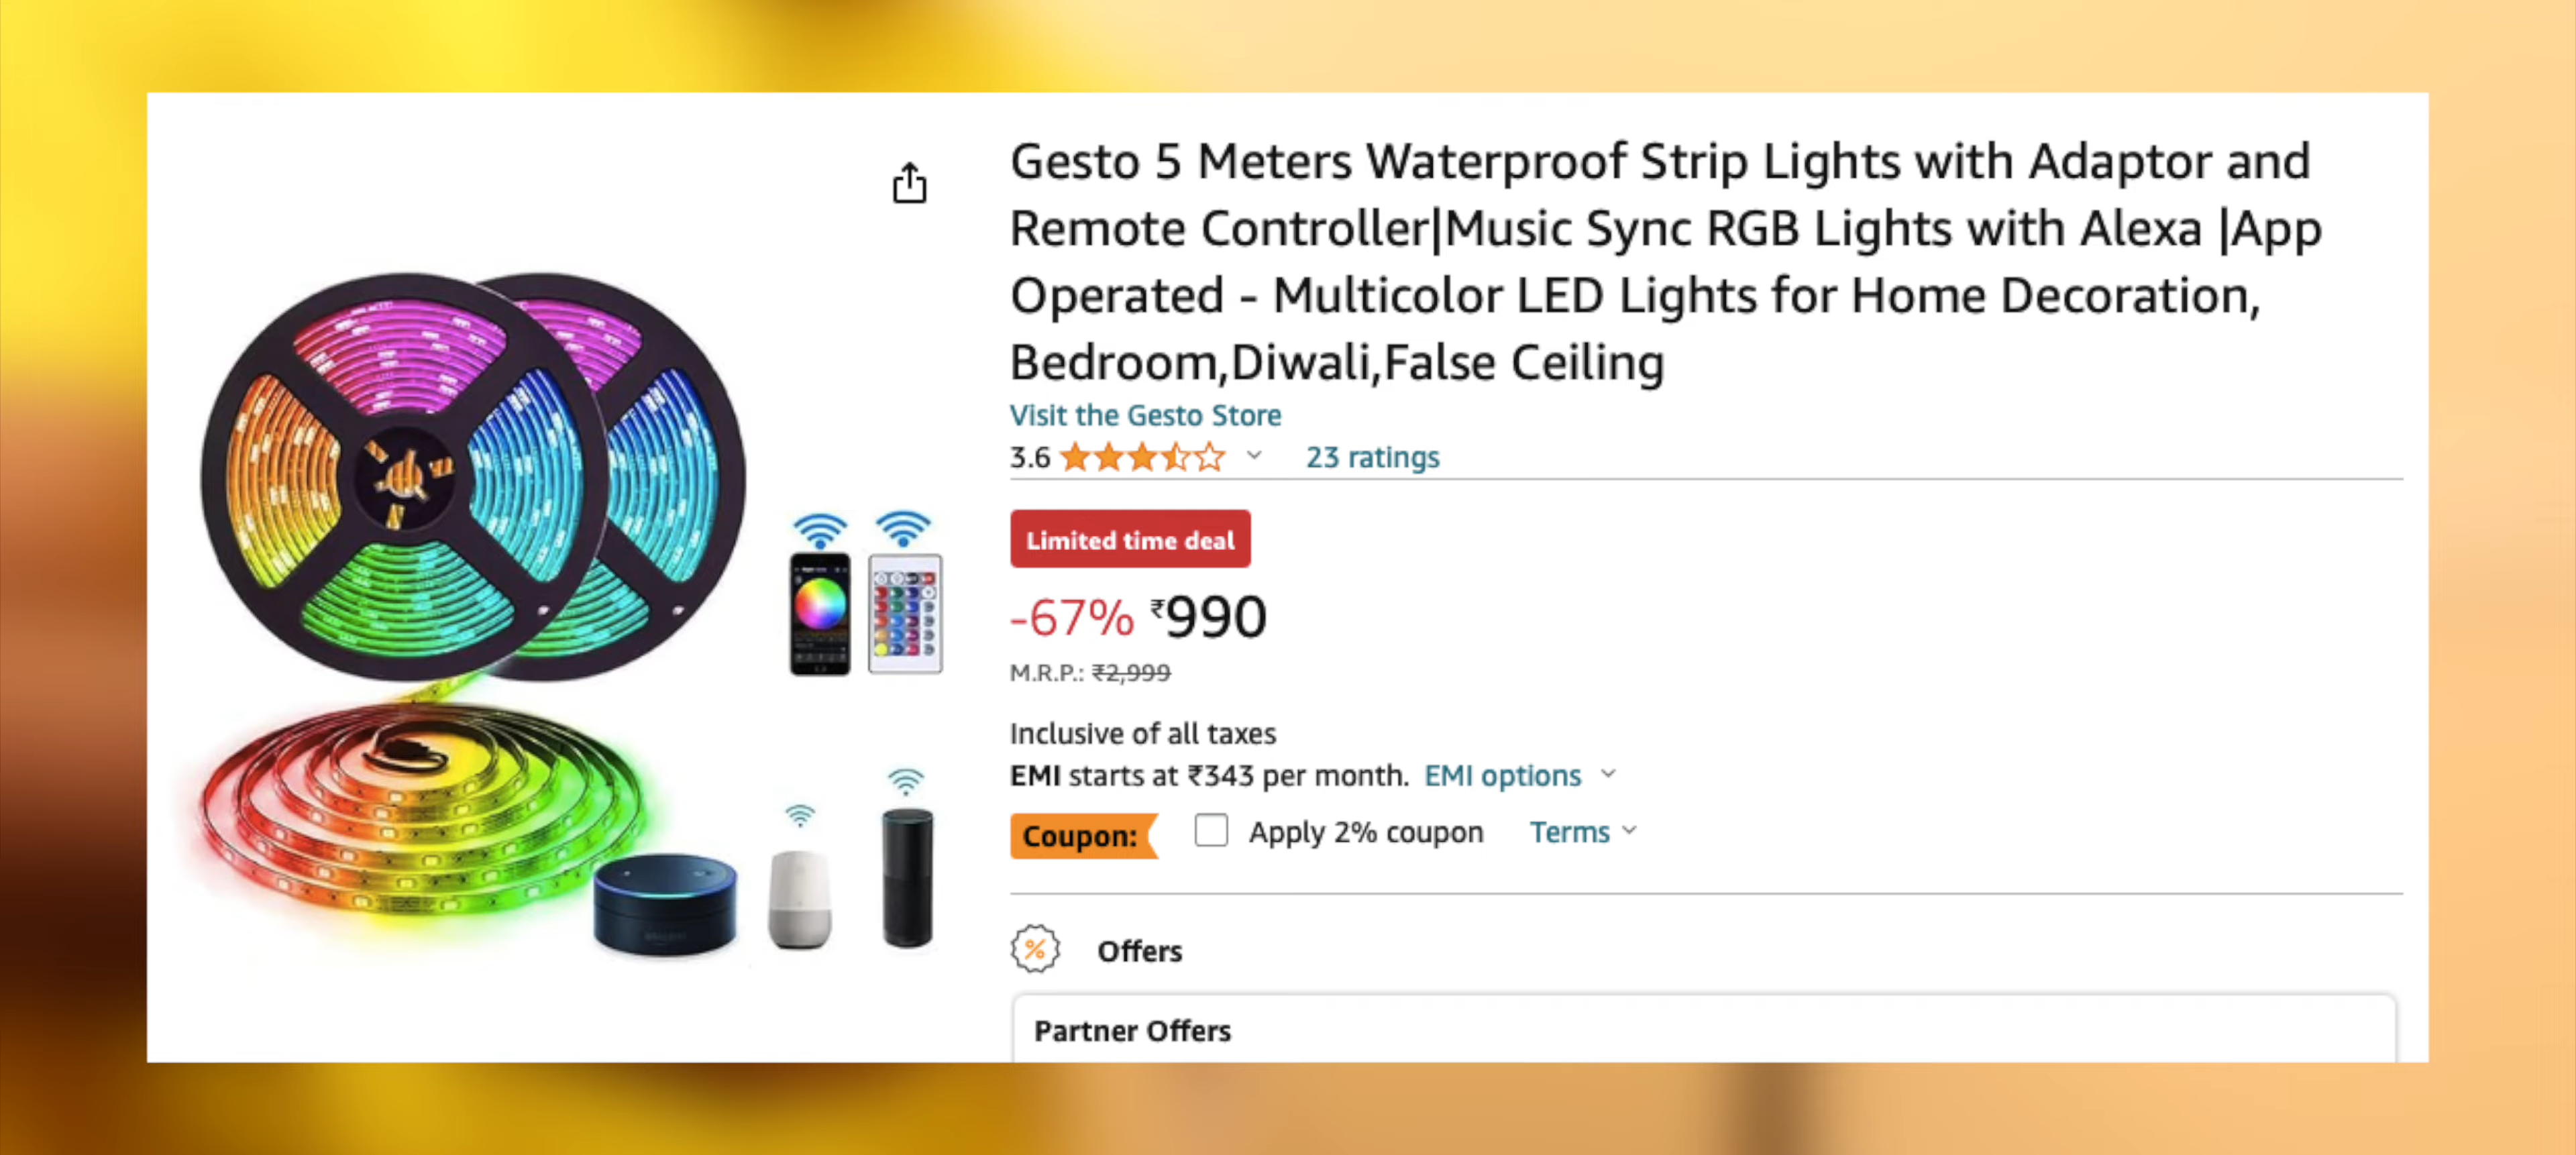 Gesto 5 Meters Waterproof Strip Lights with Adaptor and
Remote Controller|Music Sync RGB Lights with Alexa |App
Operated - Multicolor LED Lights for Home Decoration,
Bedroom,Diwali,False Ceiling
Visit the Gesto Store
3.6 23 ratings
Limited time deal
-67% ₹990
M.R.P.: ₹2,999
Inclusive of all taxes
EMI starts at ₹343 per month. EMI options
Coupon: Apply 2% coupon Terms
% Offers
Partner Offers